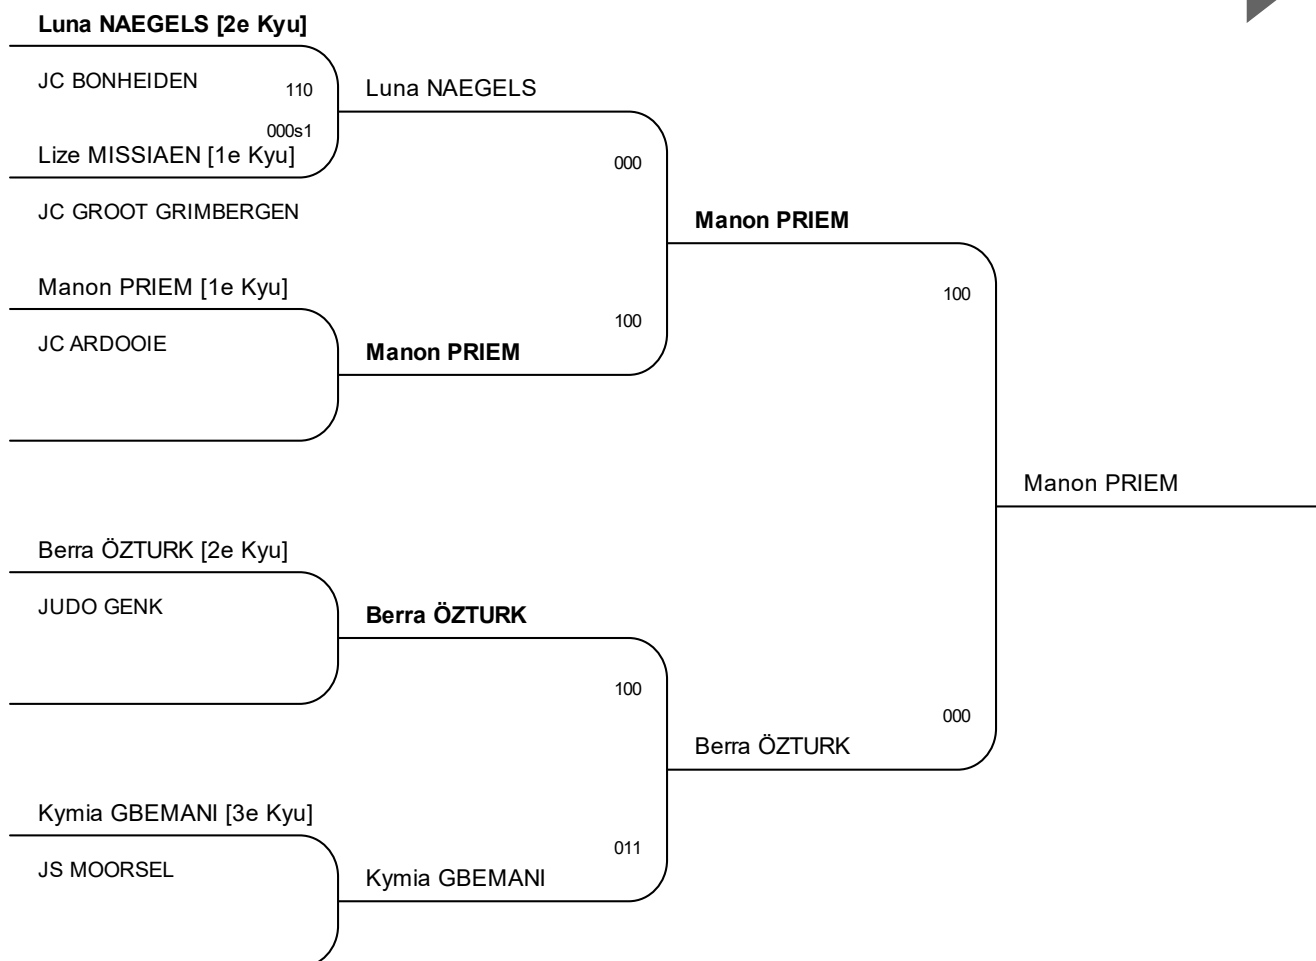 Luna NAEGELS [2e Kyu]
JC BONHEIDEN
110
000s1
Lize MISSIAEN [1e Kyu]
JC GROOT GRIMBERGEN
Manon PRIEM [1e Kyu]
JC ARDOOIE
Berra ÖZTURK [2e Kyu]
JUDO GENK
Kymia GBEMANI [3e Kyu]
JS MOORSEL
Luna NAEGELS
000
100
Manon PRIEM
Berra ÖZTURK
100
011
Kymia GBEMANI
Manon PRIEM
100
000
Berra ÖZTURK
Manon PRIEM